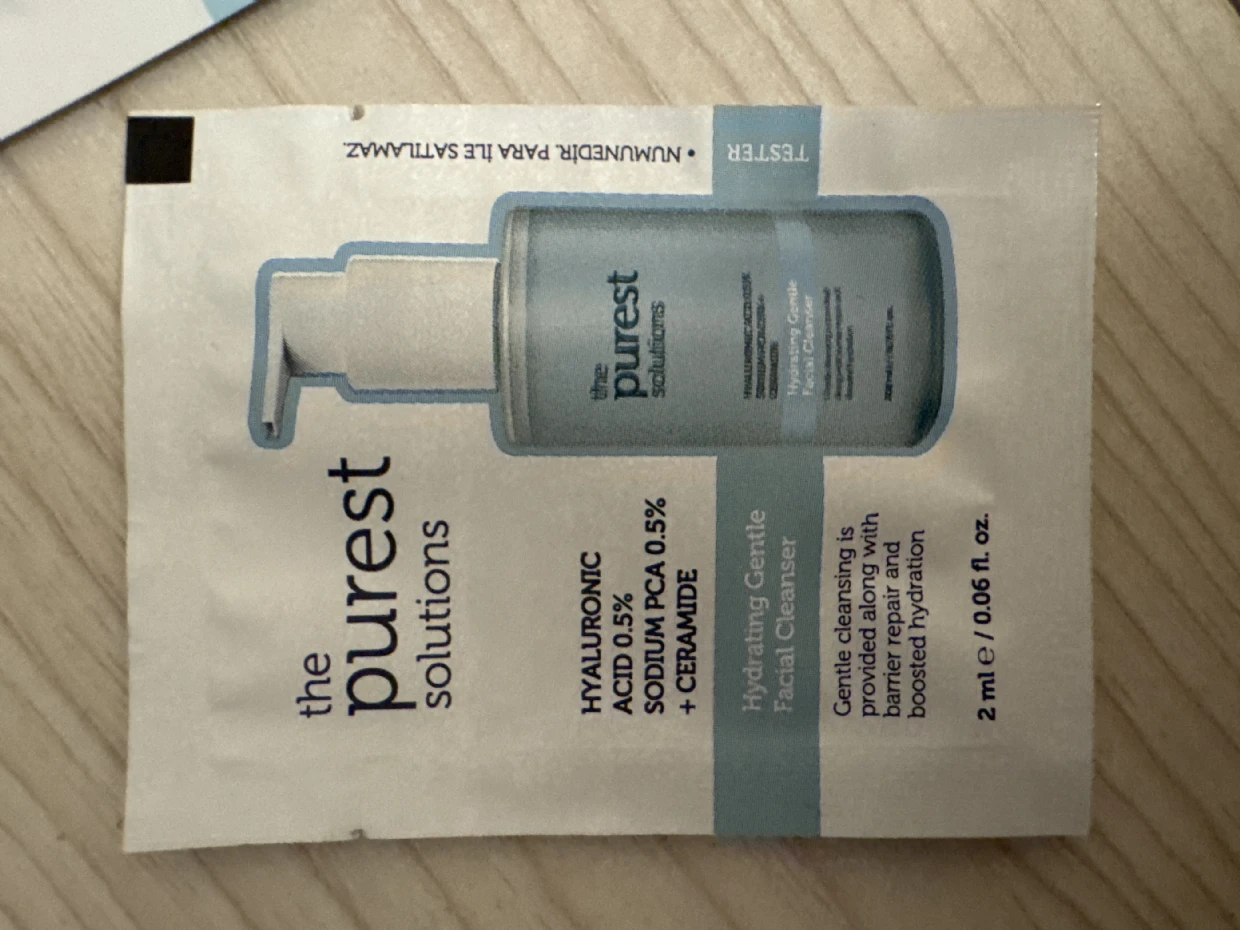 the
purest
solutions
HYALURONIC
ACID 0.5%
SODIUM PCA 0.5%
+ CERAMIDE
Hydrating Gentle
Facial Cleanser
Gentle cleansing is
provided along with
barrier repair and
boosted hydration
2 ml e / 0.06 fl. oz.
the
purest
solutions
Hydrating Gentle
Facial Cleanser
• NUMUNEDİR. PARA İLE SATILAMAZ.
TESTER